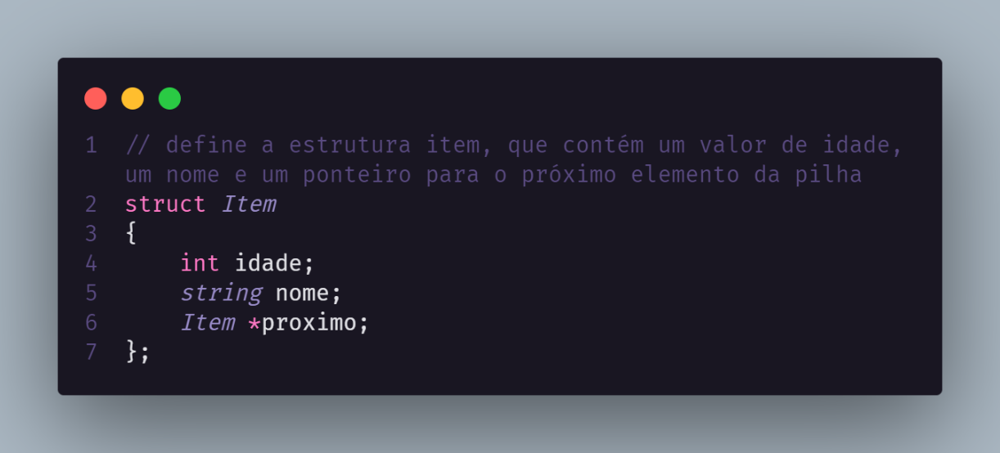 1 // define a estrutura item, que contém um valor de idade,
um nome e um ponteiro para o próximo elemento da pilha
2 struct Item
3 {
4 int idade;
5 string nome;
6 Item *proximo;
7 };